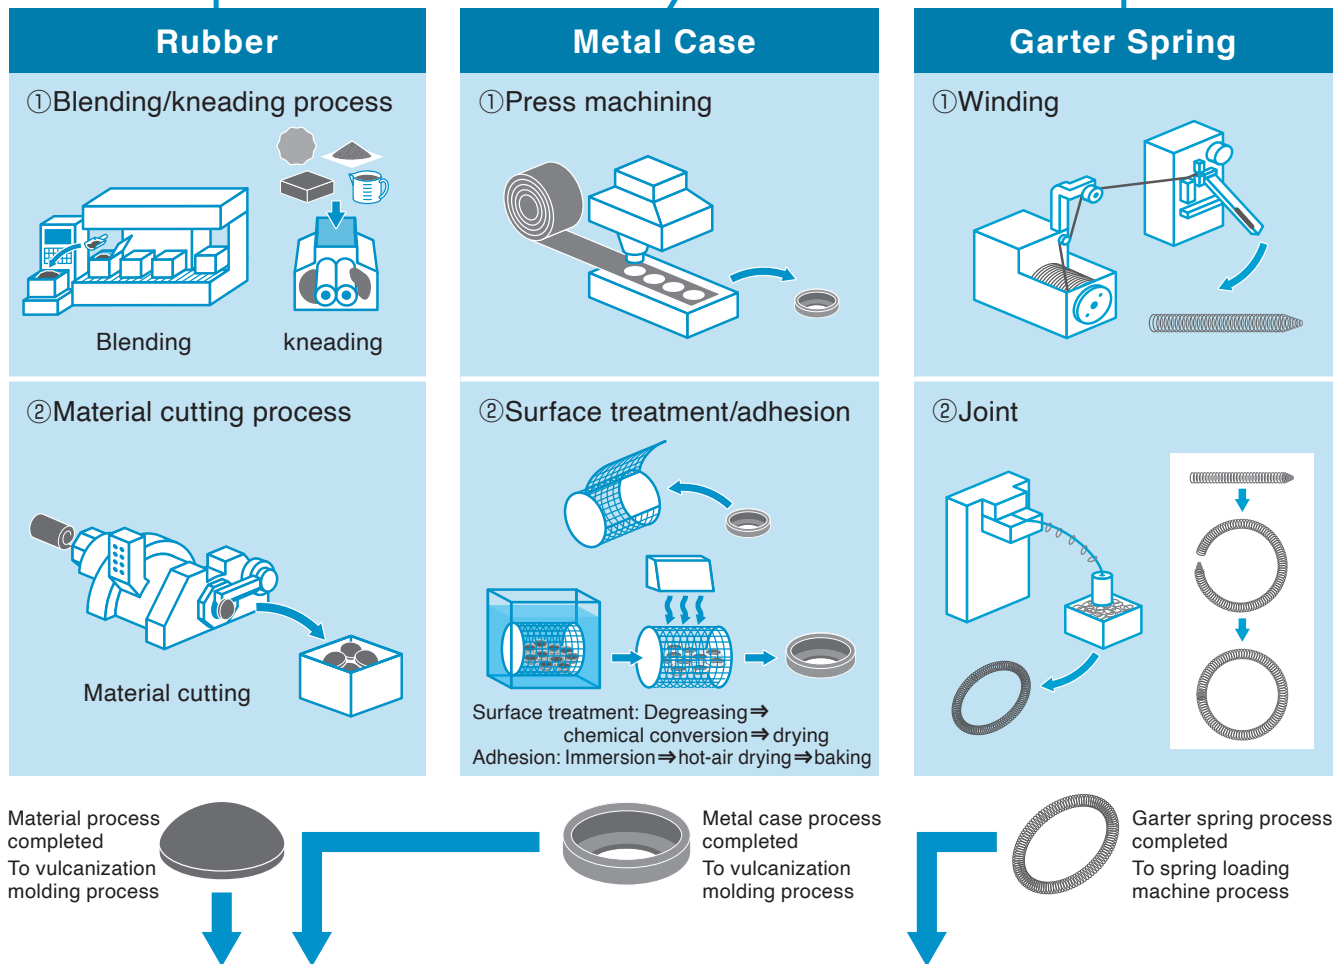 Rubber
①Blending/kneading process
Blending
kneading
②Material cutting process
Material cutting
Material process
completed
To vulcanization
molding process
Metal Case
①Press machining
②Surface treatment/adhesion
Surface treatment: Degreasing⇒
chemical conversion⇒drying
Adhesion: Immersion⇒hot-air drying⇒baking
Metal case process
completed
To vulcanization
molding process
Garter Spring
①Winding
②Joint
Garter spring process
completed
To spring loading
machine process